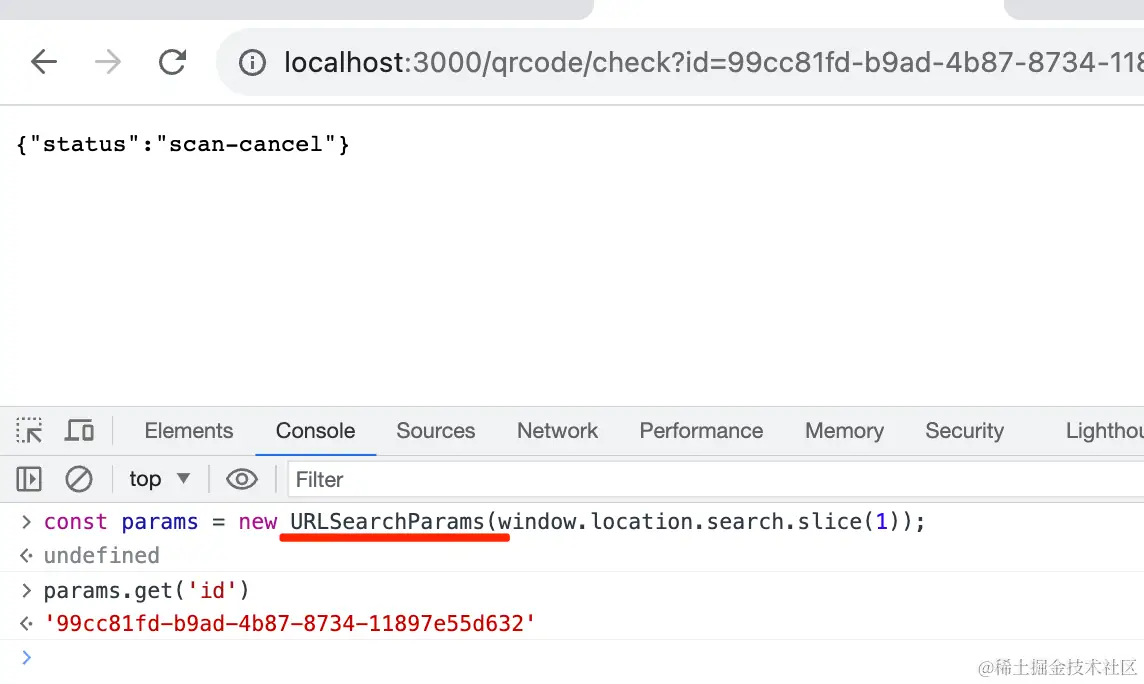 localhost:3000/qrcode/check?id=99cc81fd-b9ad-4b87-8734-118
{"status":"scan-cancel"}
Elements Console Sources Network Performance Memory Security Lighthou
top Filter
const params = new URLSearchParams(window.location.search.slice(1));
undefined
params.get('id')
'99cc81fd-b9ad-4b87-8734-11897e55d632'
@稀土掘金技术社区